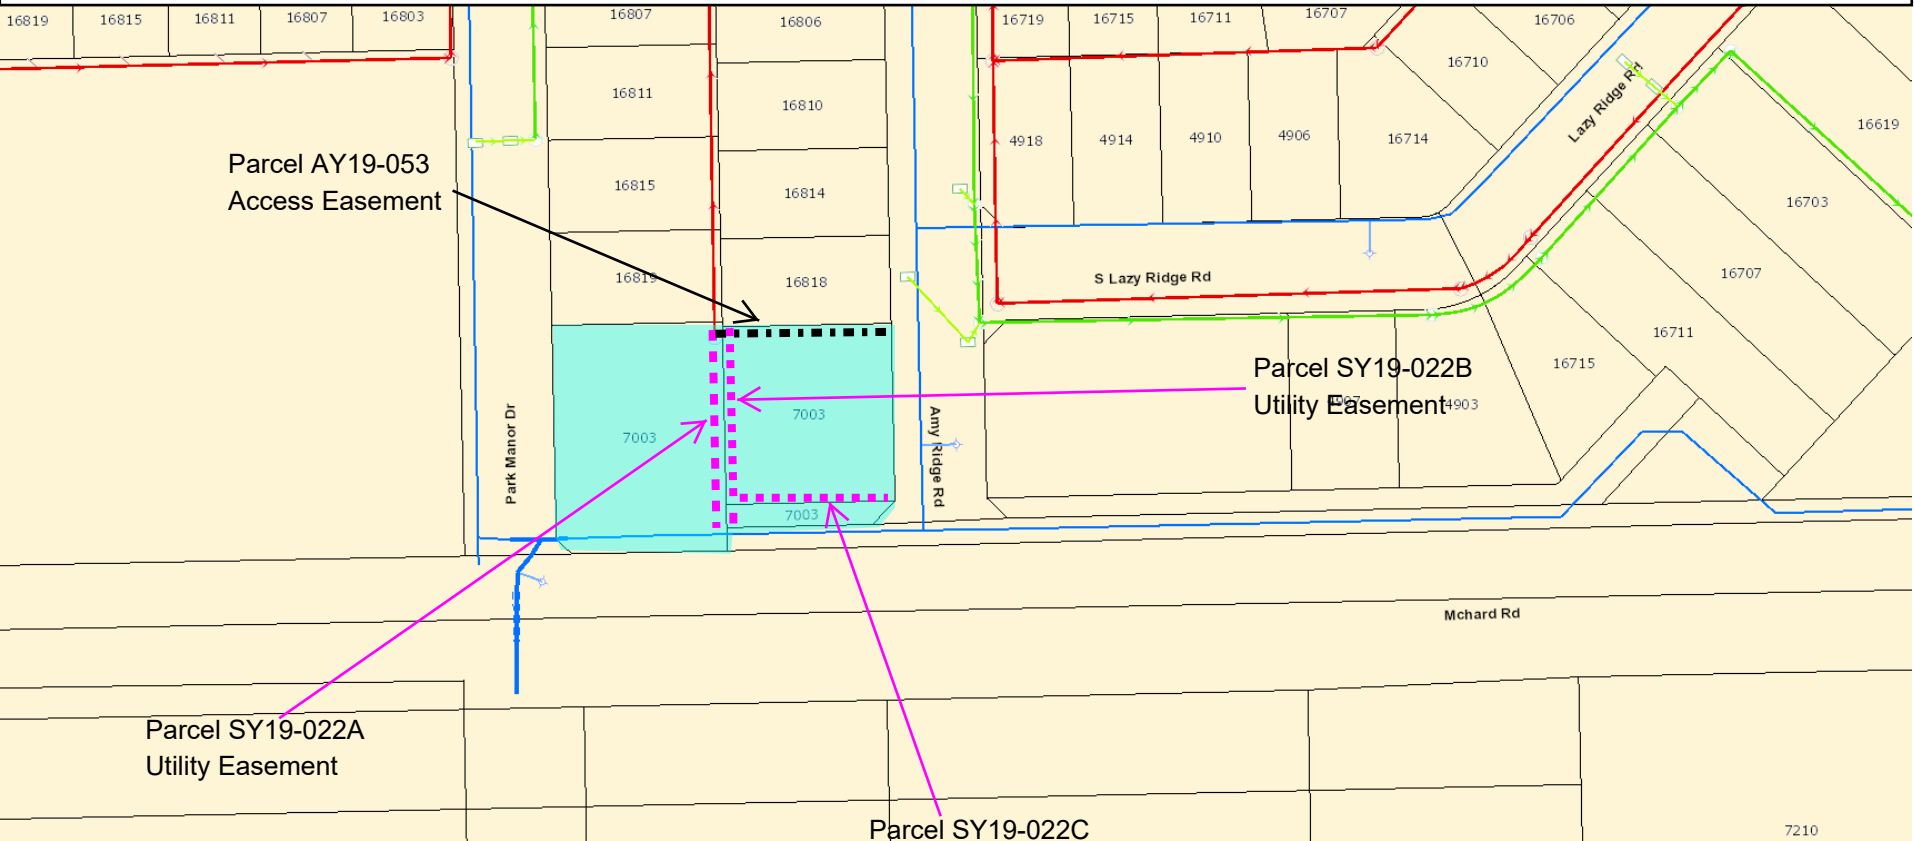 16819
16815
16811
16807
16803
16807
16806
16719
16715
16711
16707
16706
16710
16811
16810
4918
4914
4910
4906
16714
Lazy Ridge Rd
16619
Parcel AY19-053
Access Easement
16815
16814
16703
16819
16818
S Lazy Ridge Rd
16707
16711
16715
Parcel SY19-022B
Utility Easement
4907
4903
7003
7003
Park Manor Dr
Amy Ridge Rd
7003
Mchard Rd
Parcel SY19-022A
Utility Easement
Parcel SY19-022C
7210